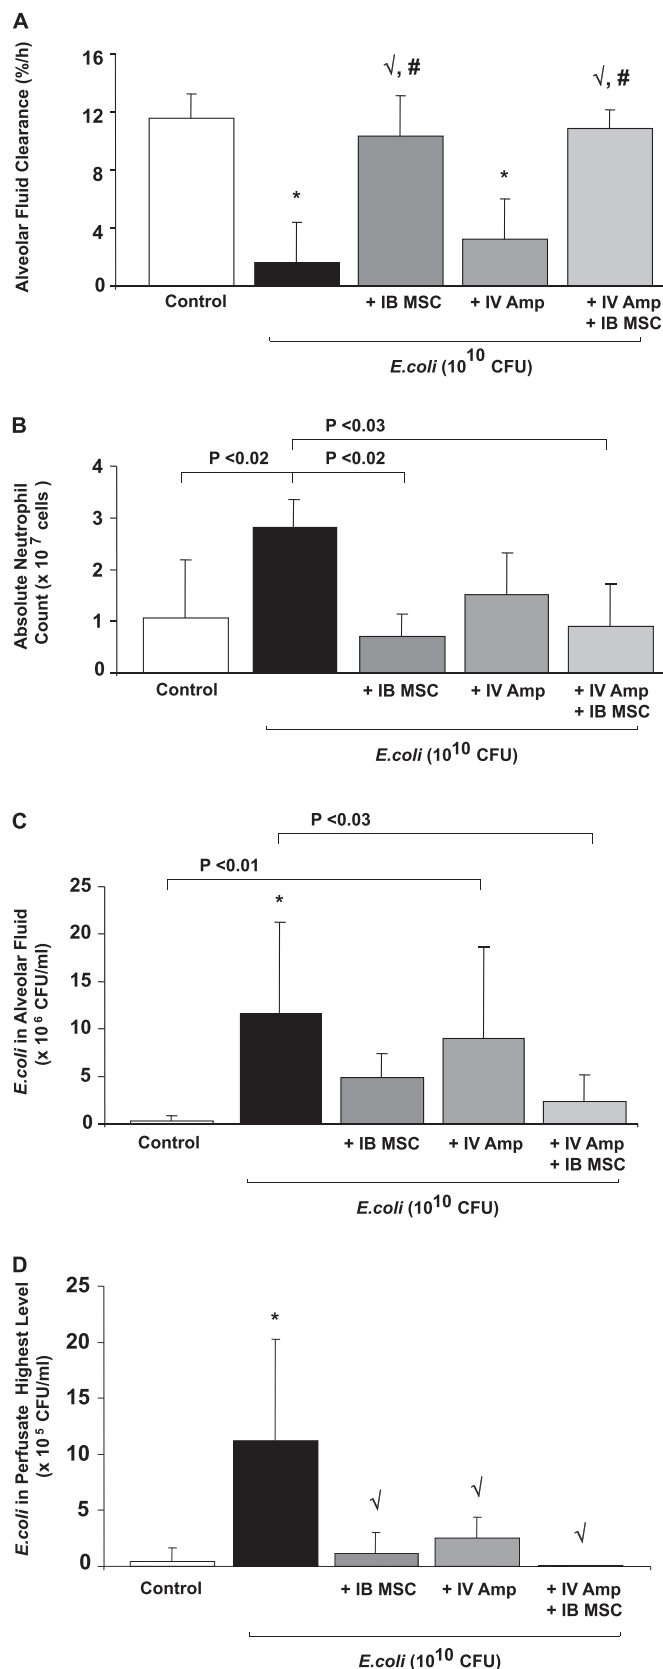 A
Alveolar Fluid Clearance (%/h)
16
12
8
4
0
*
√, #
*
√, #
Control
+ IB MSC
+ IV Amp
+ IV Amp
+ IB MSC
E.coli (10^10 CFU)
B
Absolute Neutrophil
Count (x 10^7 cells )
P <0.03
P <0.02
P <0.02
4
3
2
1
0
Control
+ IB MSC
+ IV Amp
+ IV Amp
+ IB MSC
E.coli (10^10 CFU)
C
E.coli in Alveolar Fluid
(x 10^6 CFU/ml)
P <0.03
P <0.01
25
20
15
10
5
0
*
Control
+ IB MSC
+ IV Amp
+ IV Amp
+ IB MSC
E.coli (10^10 CFU)
D
E.coli in Perfusate Highest Level
(x 10^5 CFU/ml)
25
20
15
10
5
0
*
√
√
√
Control
+ IB MSC
+ IV Amp
+ IV Amp
+ IB MSC
E.coli (10^10 CFU)